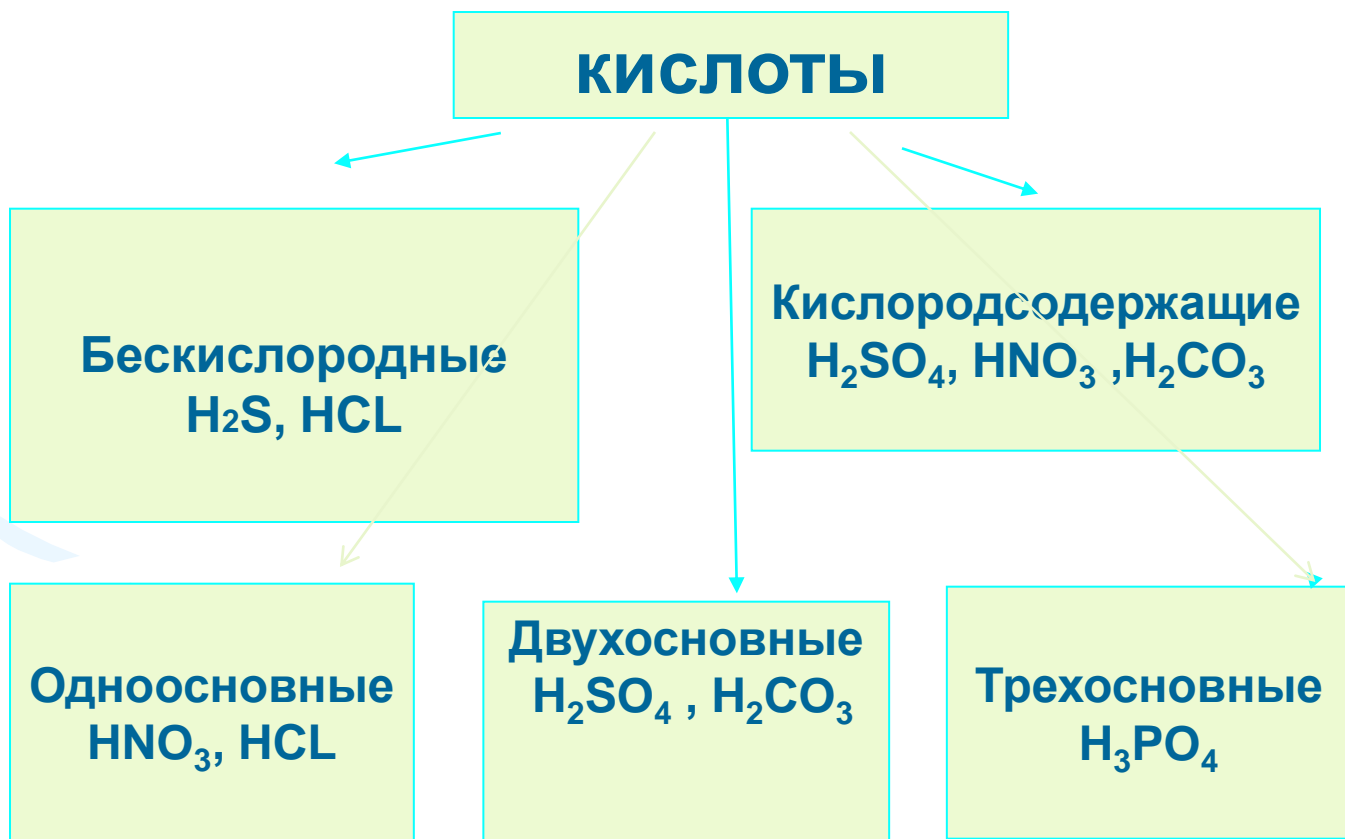 кислоты
Бескислородные
H2S, HCL
Кислородсодержащие
H₂SO₄, HNO₃ ,H₂CO₃
Одноосновные
HNO₃, HCL
Двухосновные
H₂SO₄ , H₂CO₃
Трехосновные
H₃PO₄